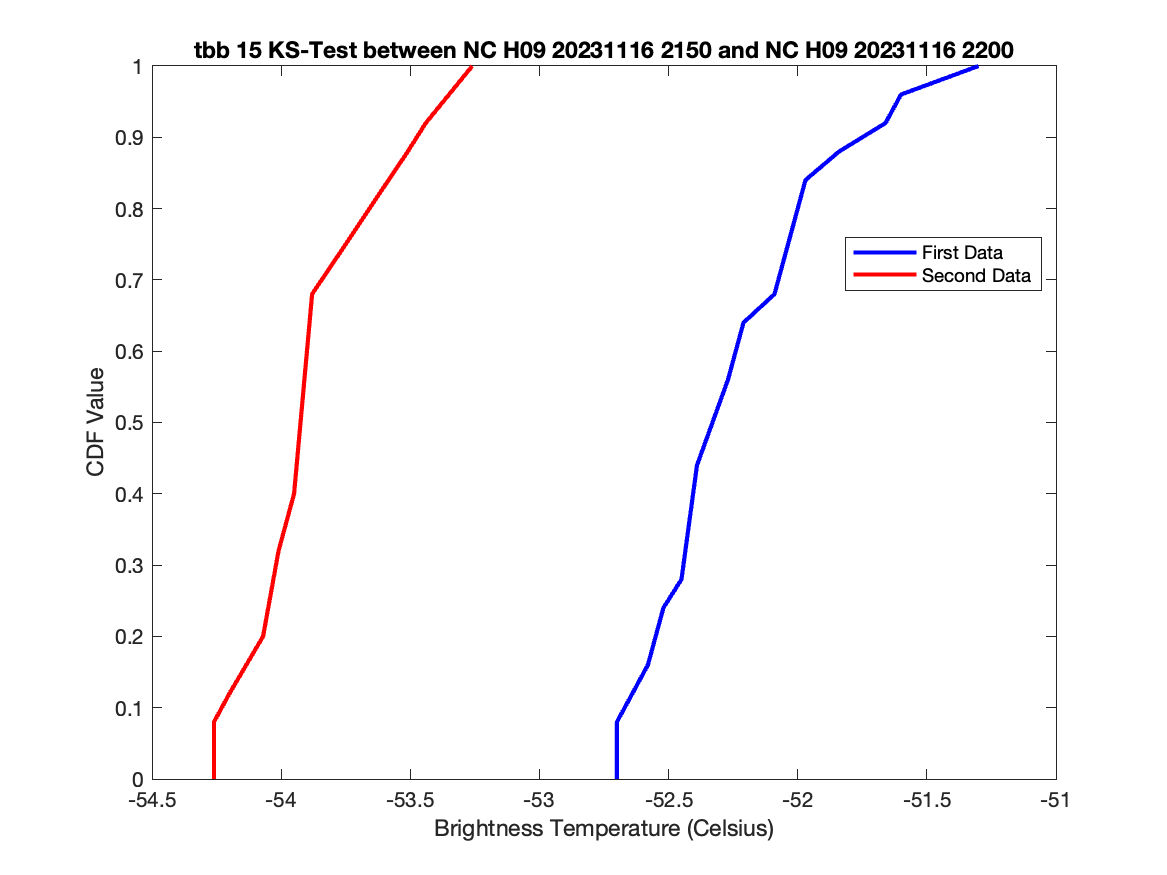 tbb 15 KS-Test between NC H09 20231116 2150 and NC H09 20231116 2200
1
0.9
0.8
0.7
0.6
0.5
0.4
0.3
0.2
0.1
0
CDF Value
First Data
Second Data
-54.5 -54 -53.5 -53 -52.5 -52 -51.5 -51
Brightness Temperature (Celsius)